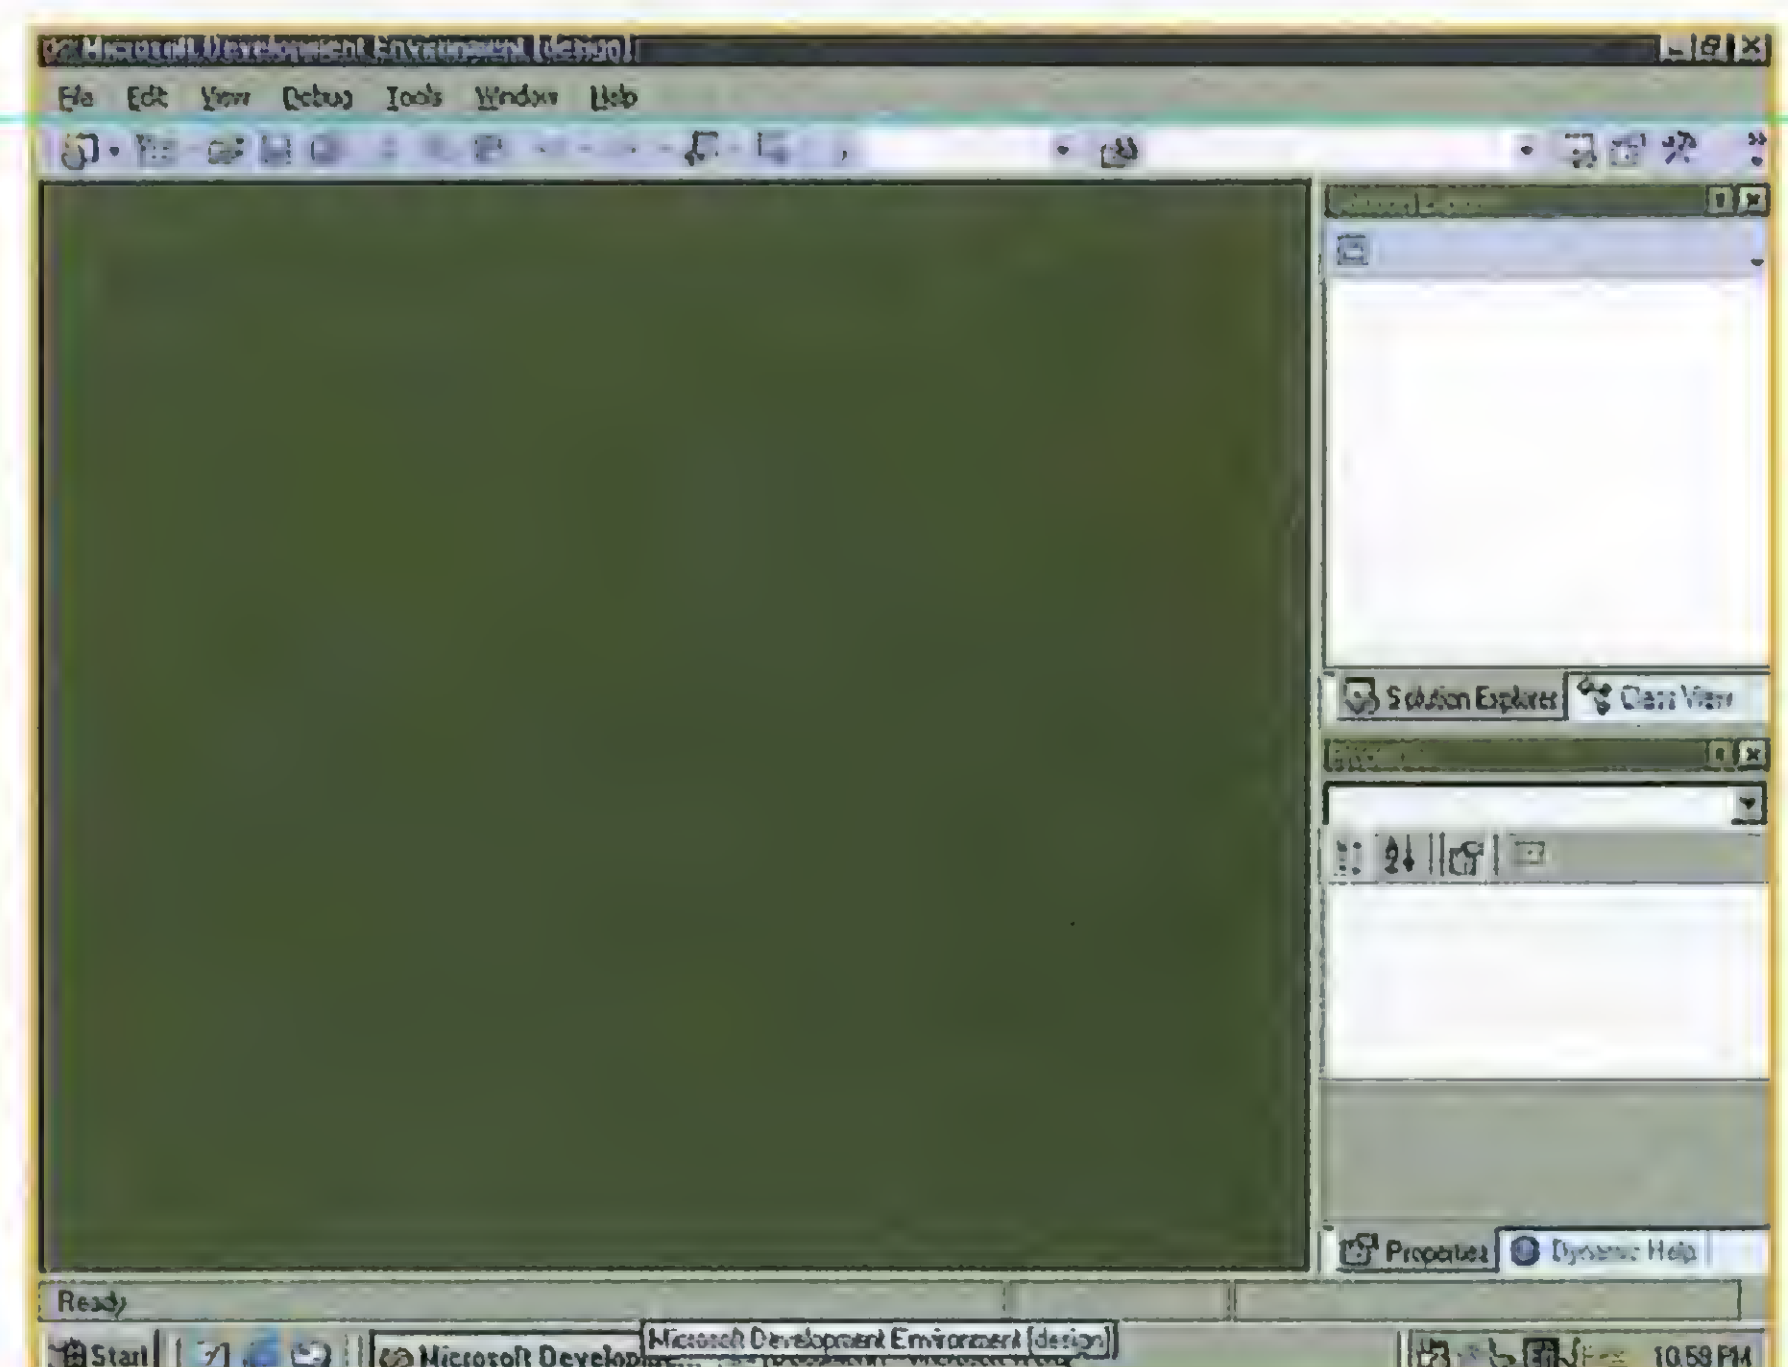 Microsoft Development Environment [design]
File Edit View Debug Tools Window Help
Solution Explorer Class View
Properties Dynamic Help
Ready
Start Microsoft Develop
Microsoft Development Environment [design]
10:59 PM